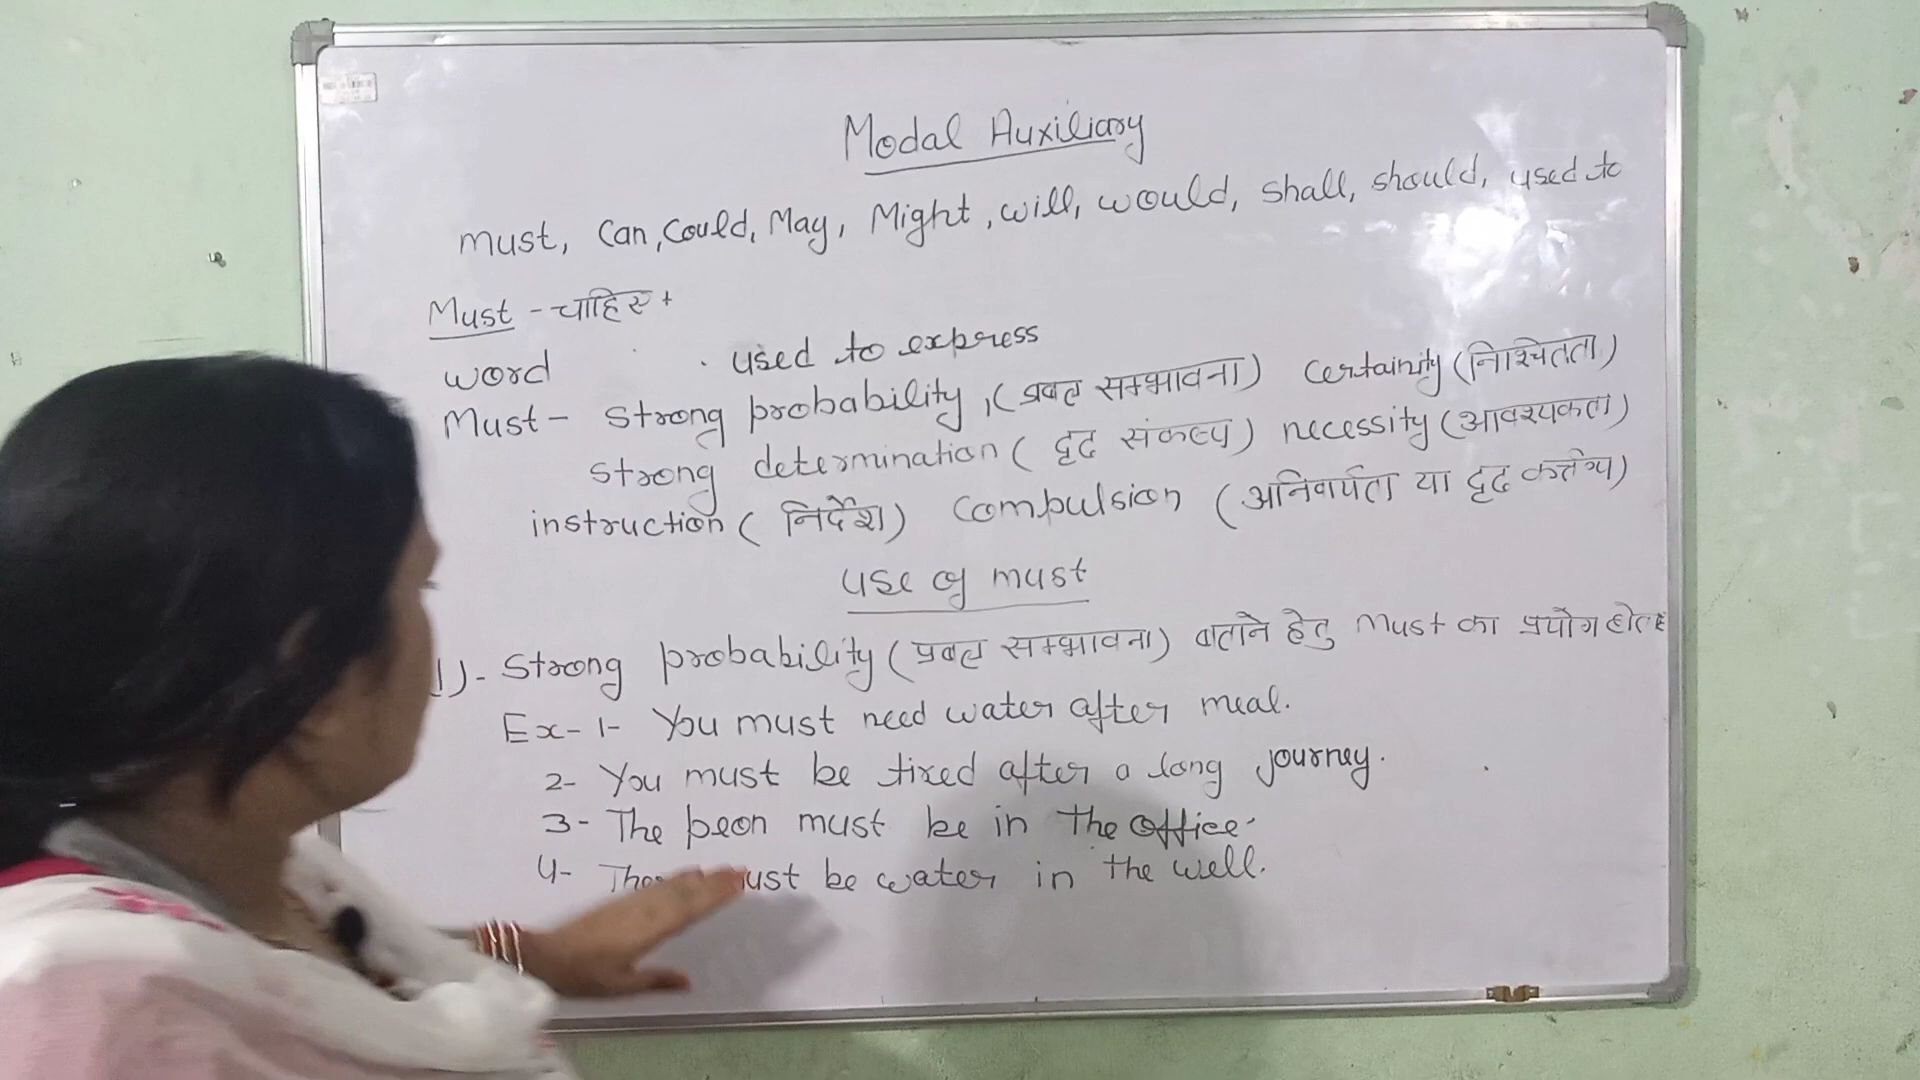 Modal Auxiliary
must, Can, Could, May, Might, will, would, shall, should, used to
Must - चाहिए +
word used to express
Must - strong probability, (प्रबल सम्भावना) certainity (निश्चितता)
strong determination (दृढ संकल्प) necessity (आवश्यकता)
instruction (निर्देश) compulsion (अनिवार्यता या दृढ कर्त्तव्य)
use of must
1)- Strong probability (प्रबल सम्भावना) बताने हेतु Must का प्रयोग होता है
Ex- 1- You must need water after meal.
2- You must be tired after a long journey.
3- The peon must be in the office.
4- be water in the well.